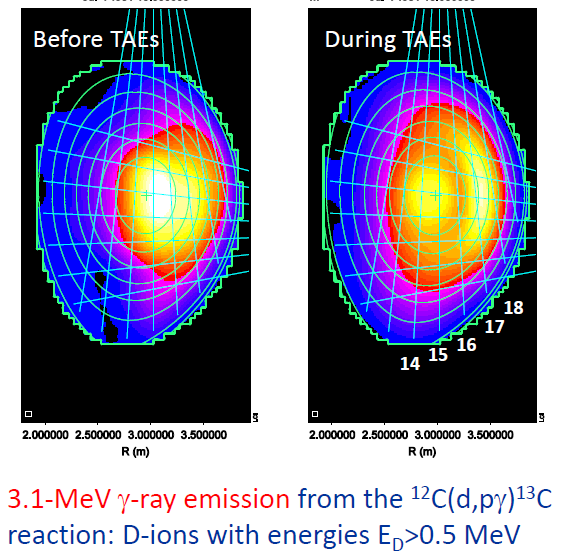 Before TAEs
During TAEs
18
17
16
15
14
2.000000 2.500000 3.000000 3.500000
R (m)
2.000000 2.500000 3.000000 3.500000
R (m)
3.1-MeV γ-ray emission from the ¹²C(d,pγ)¹³C
reaction: D-ions with energies E_D>0.5 MeV